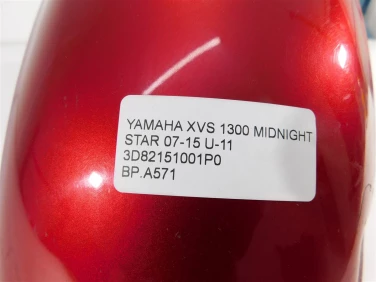 YAMAHA XVS 1300 MIDNIGHT
STAR 07-15 U-11
3D82151001P0
BP.A571